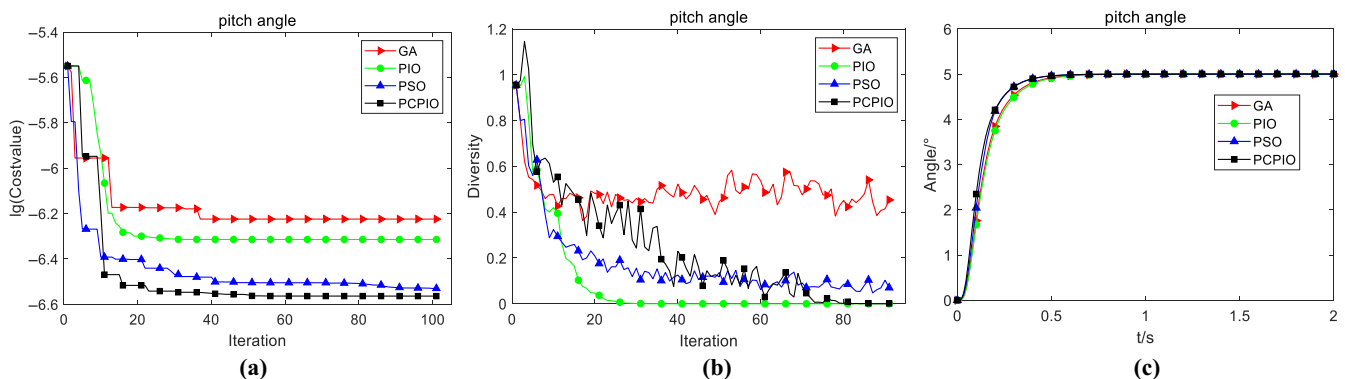 pitch angle
−5.4
−5.6
−5.8
−6
−6.2
−6.4
−6.6
lg(Costvalue)
0
20
40
60
80
100
Iteration
GA
PIO
PSO
PCPIO
(a)
pitch angle
1.2
1
0.8
0.6
0.4
0.2
0
Diversity
0
20
40
60
80
Iteration
GA
PIO
PSO
PCPIO
(b)
pitch angle
6
5
4
3
2
1
0
Angle/°
0
0.5
1
1.5
2
t/s
GA
PIO
PSO
PCPIO
(c)